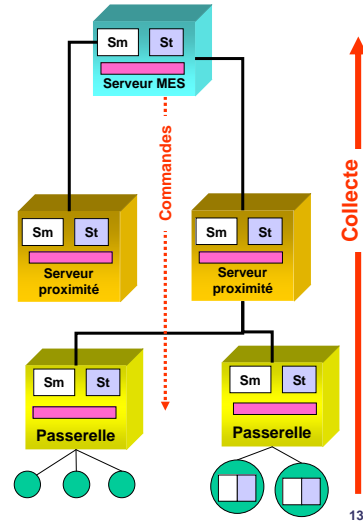 Sm St
Serveur MES
Commandes
Collecte
Sm St
Serveur
proximité
Sm St
Serveur
proximité
Sm St
Passerelle
Sm St
Passerelle
13